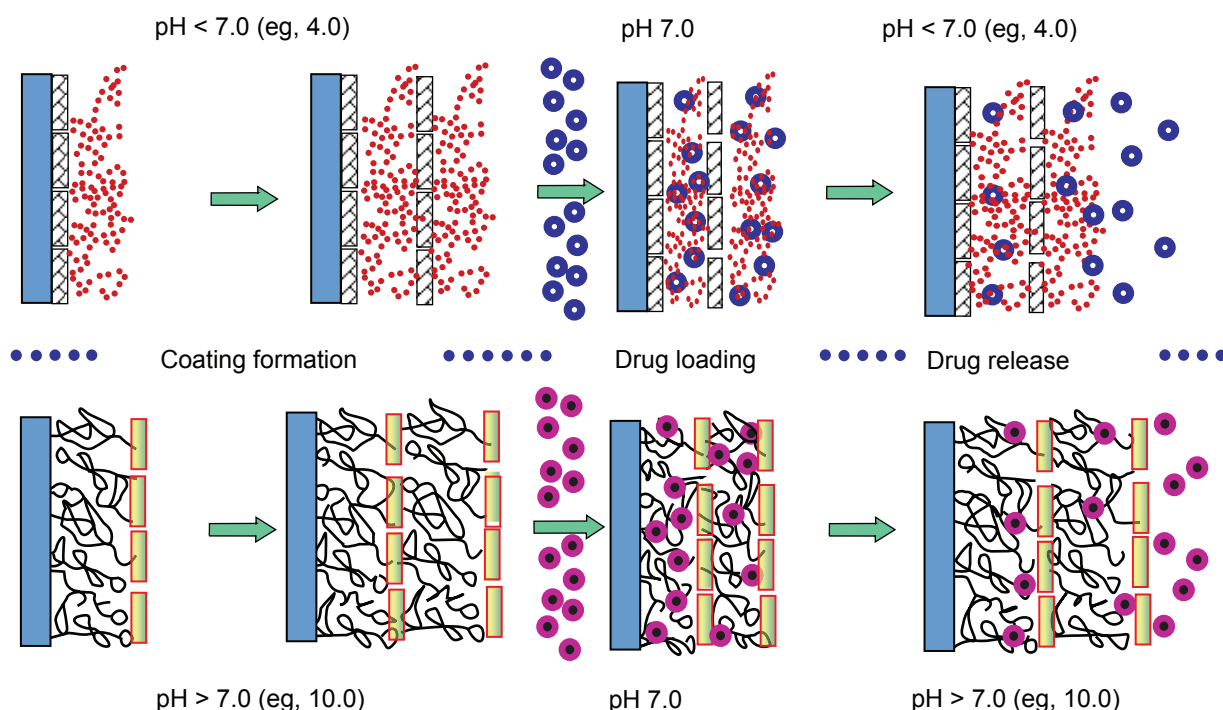 pH < 7.0 (eg, 4.0)
pH 7.0
pH < 7.0 (eg, 4.0)
Coating formation
Drug loading
Drug release
pH > 7.0 (eg, 10.0)
pH 7.0
pH > 7.0 (eg, 10.0)